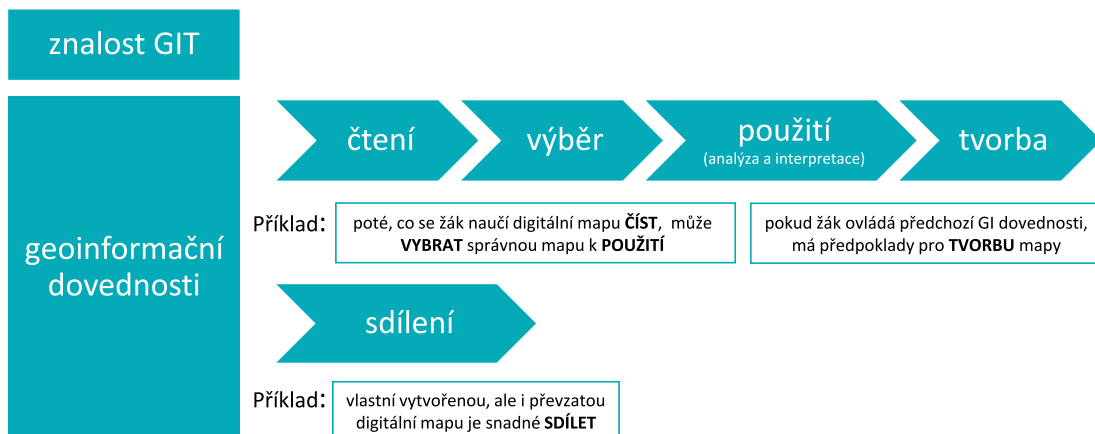 znalost GIT
geoinformační
dovednosti
čtení
výběr
použití
(analýza a interpretace)
tvorba
Příklad:
poté, co se žák naučí digitální mapu ČÍST, může
VYBRAT správnou mapu k POUŽITÍ
pokud žák ovládá předchozí GI dovednosti,
má předpoklady pro TVORBU mapy
sdílení
Příklad:
vlastní vytvořenou, ale i převzatou
digitální mapu je snadné SDÍLET